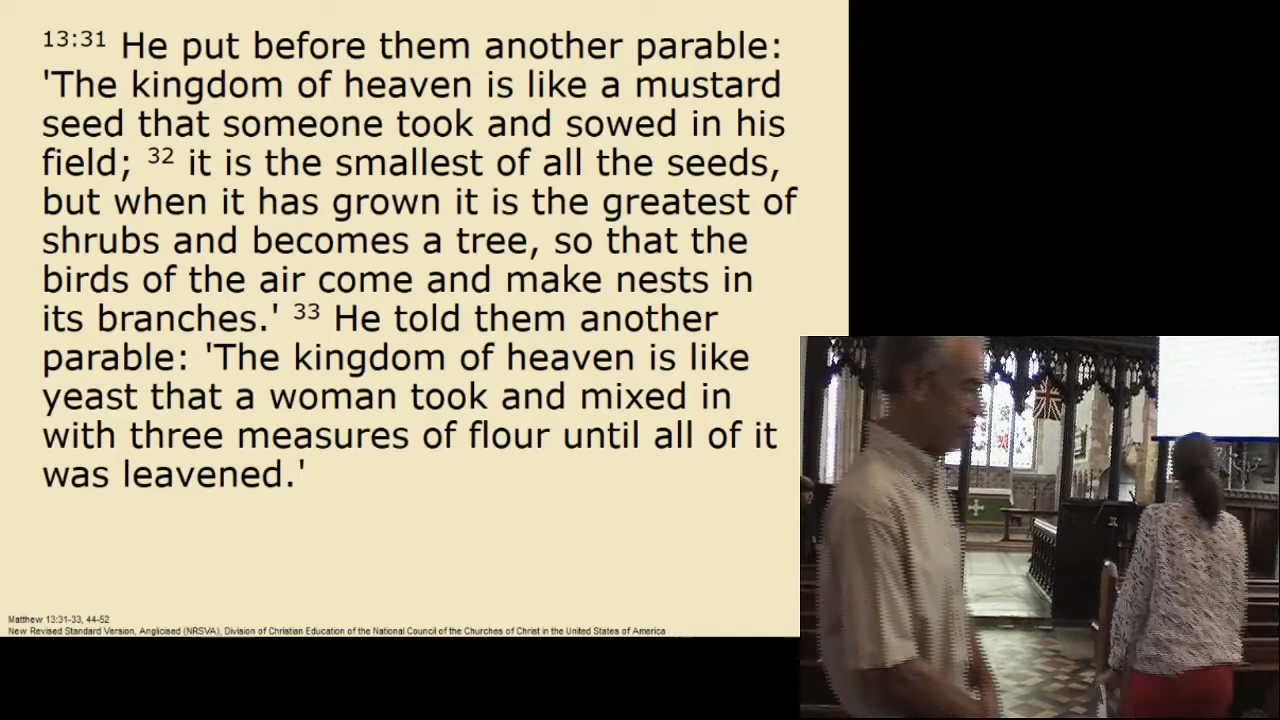 13:31 He put before them another parable:
'The kingdom of heaven is like a mustard
seed that someone took and sowed in his
field; 32 it is the smallest of all the seeds,
but when it has grown it is the greatest of
shrubs and becomes a tree, so that the
birds of the air come and make nests in
its branches.' 33 He told them another
parable: 'The kingdom of heaven is like
yeast that a woman took and mixed in
with three measures of flour until all of it
was leavened.'
Matthew 13:31-33, 44-52
New Revised Standard Version, Anglicised (NRSVA), Division of Christian Education of the National Council of the Churches of Christ in the United States of America